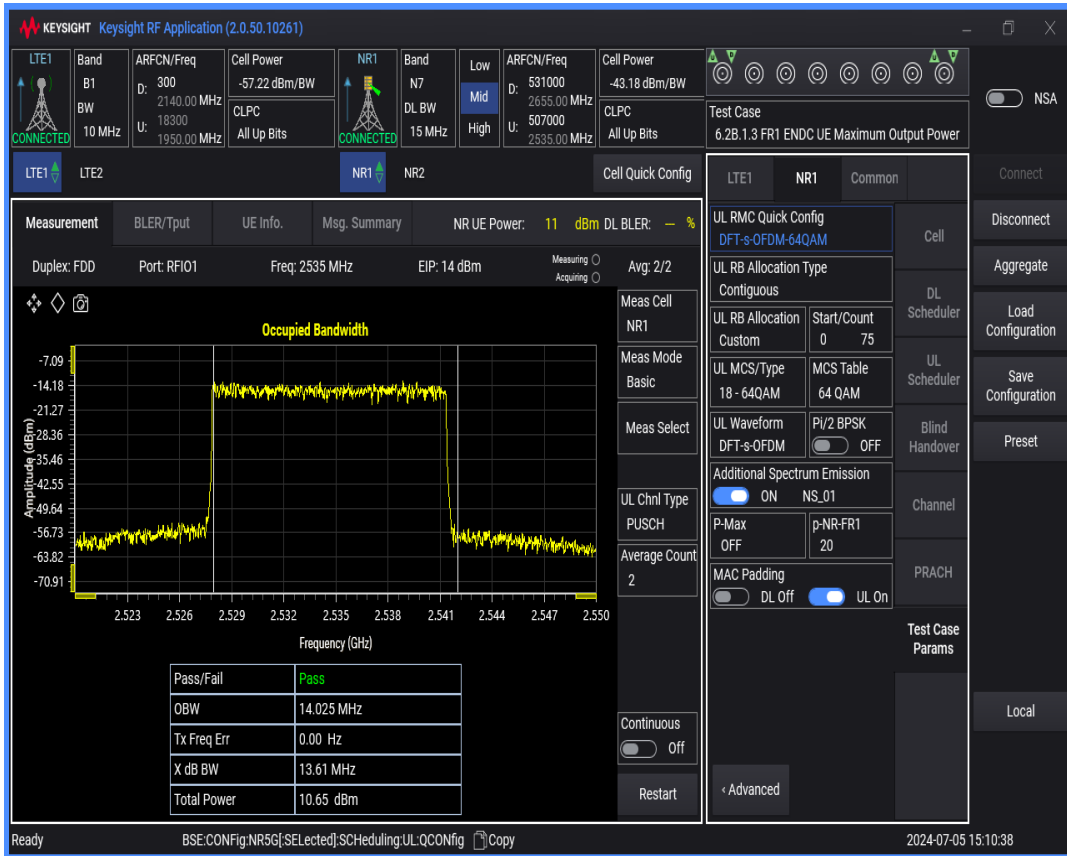 KEYSIGHT Keysight RF Application (2.0.50.10261)
LTE1
CONNECTED
Band
B1
BW
10 MHz
ARFCN/Freq
D: 300
2140.00 MHz
U: 18300
1950.00 MHz
Cell Power
-57.22 dBm/BW
CLPC
All Up Bits
NR1
CONNECTED
Band
N7
DL BW
15 MHz
Low
Mid
High
ARFCN/Freq
D: 531000
2655.00 MHz
U: 507000
2535.00 MHz
Cell Power
-43.18 dBm/BW
CLPC
All Up Bits
Test Case
6.2B.1.3 FR1 ENDC UE Maximum Output Power
NSA
LTE1 LTE2 NR1 NR2 Cell Quick Config
Measurement BLER/Tput UE Info. Msg. Summary NR UE Power: 11 dBm DL BLER: — %
Duplex: FDD Port: RFIO1 Freq: 2535 MHz EIP: 14 dBm Measuring Acquiring Avg: 2/2
Occupied Bandwidth
Amplitude (dBm)
-7.09
-14.18
-21.27
-28.36
-35.46
-42.55
-49.64
-56.73
-63.82
-70.91
2.523 2.526 2.529 2.532 2.535 2.538 2.541 2.544 2.547 2.550
Frequency (GHz)
Pass/Fail Pass
OBW 14.025 MHz
Tx Freq Err 0.00 Hz
X dB BW 13.61 MHz
Total Power 10.65 dBm
Meas Cell
NR1
Meas Mode
Basic
Meas Select
UL Chnl Type
PUSCH
Average Count
2
Continuous
Off
Restart
LTE1 NR1 Common
UL RMC Quick Config
DFT-s-OFDM-64QAM
UL RB Allocation Type
Contiguous
UL RB Allocation
Custom
Start/Count
0 75
UL MCS/Type
18 - 64QAM
MCS Table
64 QAM
UL Waveform
DFT-s-OFDM
Pi/2 BPSK
OFF
Additional Spectrum Emission
ON NS_01
P-Max
OFF
p-NR-FR1
20
MAC Padding
DL Off UL On
‹ Advanced
Cell
DL
Scheduler
UL
Scheduler
Blind
Handover
Channel
PRACH
Test Case
Params
Connect
Disconnect
Aggregate
Load
Configuration
Save
Configuration
Preset
Local
Ready BSE:CONFig:NR5G[:SELected]:SCHeduling:UL:QCONfig Copy 2024-07-05 15:10:38